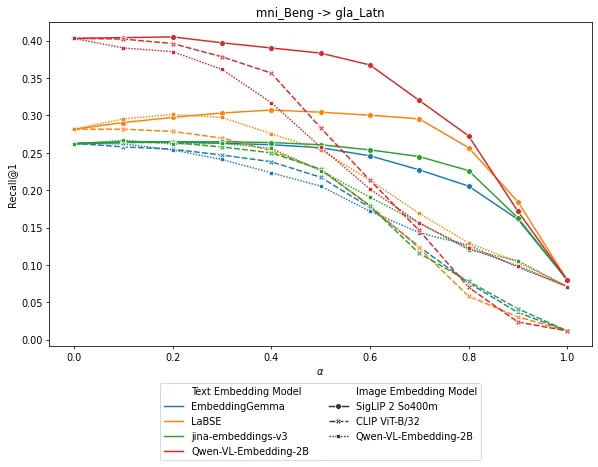 mni_Beng -> gla_Latn
Recall@1
0.40
0.35
0.30
0.25
0.20
0.15
0.10
0.05
0.00
0.0 0.2 0.4 0.6 0.8 1.0
α
Text Embedding Model
EmbeddingGemma
LaBSE
jina-embeddings-v3
Qwen-VL-Embedding-2B
Image Embedding Model
SigLIP 2 So400m
CLIP ViT-B/32
Qwen-VL-Embedding-2B